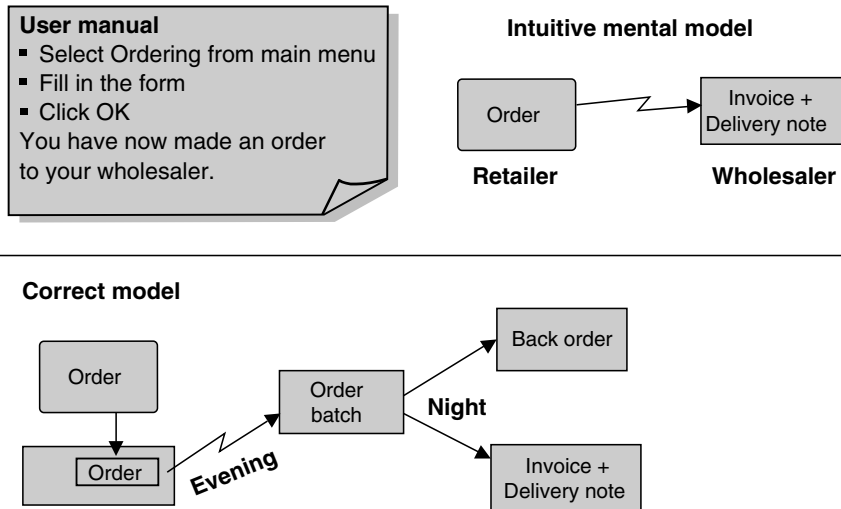 User manual
▪ Select Ordering from main menu
▪ Fill in the form
▪ Click OK
You have now made an order
to your wholesaler.
Intuitive mental model
Order
Invoice +
Delivery note
Retailer
Wholesaler
Correct model
Order
Order
Evening
Order
batch
Night
Back order
Invoice +
Delivery note